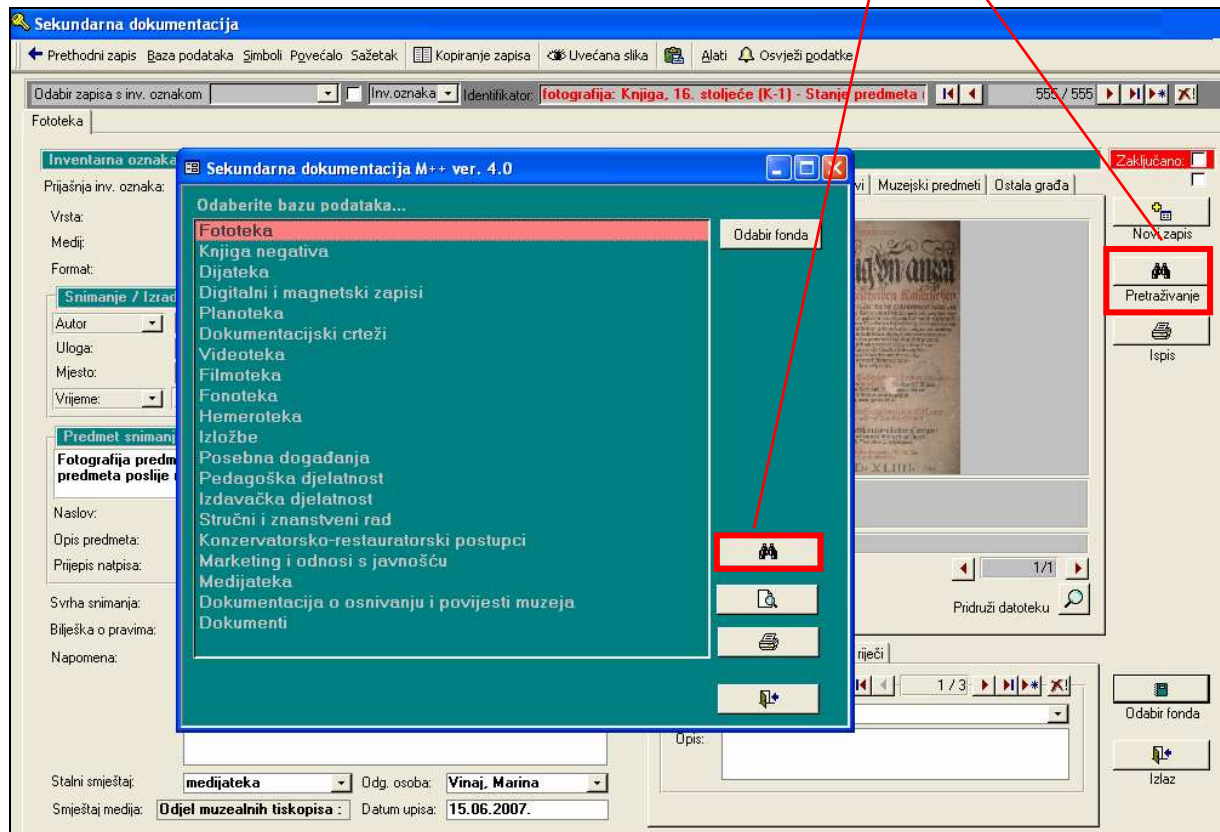 Sekundarna dokumentacija
Prethodni zapis Baza podataka Simboli Povećalo Sažetak Kopiranje zapisa Uvećana slika Alati Osvježi podatke
Odabir zapisa s inv. oznakom Inv.oznaka Identifikator: fotografija: Knjiga, 16. stoljeće (K-1) - Stanje predmeta 555 / 555
Fototeka
Inventarna oznaka
Zaključano:
Prijašnja inv. oznaka:
Muzejski predmeti Ostala građa
Vrsta:
Medij:
Format:
Snimanje / Izrad
Autor
Uloga:
Mjesto:
Vrijeme:
Predmet snimanj
Fotografija predm
predmeta poslije
Naslov:
Opis predmeta:
Prijepis natpisa:
Svrha snimanja:
Bilješka o pravima:
Napomena:
Sekundarna dokumentacija M++ ver. 4.0
Odaberite bazu podataka...
Fototeka
Knjiga negativa
Dijateka
Digitalni i magnetski zapisi
Planoteka
Dokumentacijski crteži
Videoteka
Filmoteka
Fonoteka
Hemeroteka
Izložbe
Posebna događanja
Pedagoška djelatnost
Izdavačka djelatnost
Stručni i znanstveni rad
Konzervatorsko-restauratorski postupci
Marketing i odnosi s javnošću
Medijateka
Dokumentacija o osnivanju i povijesti muzeja
Dokumenti
Odabir fonda
Novi zapis
Pretraživanje
Ispis
1/1
Pridruži datoteku
riječi
1 / 3
Opis:
Odabir fonda
Izlaz
Stalni smještaj: medijateka Odg. osoba: Vinaj, Marina
Smještaj medija: Odjel muzealnih tiskopisa : Datum upisa: 15.06.2007.